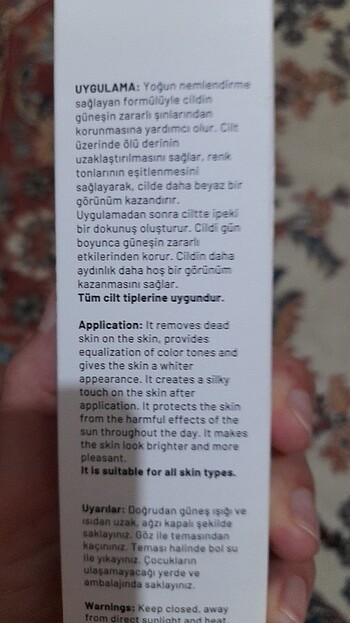 UYGULAMA: Yoğun nemlendirme
sağlayan formülüyle cildin
güneşin zararlı ışınlarından
korunmasına yardımcı olur. Cilt
üzerinde ölü derinin
uzaklaştırılmasını sağlar, renk
tonlarının eşitlenmesini
sağlayarak, cilde daha beyaz bir
görünüm kazandırır.
Uygulamadan sonra ciltte ipeki
bir dokunuş oluşturur. Cildi gün
boyunca güneşin zararlı
etkilerinden korur. Cildin daha
aydınlık daha hoş bir görünüm
kazanmasını sağlar.
Tüm cilt tiplerine uygundur.
Application: It removes dead
skin on the skin, provides
equalization of color tones and
gives the skin a whiter
appearance. It creates a silky
touch on the skin after
application. It protects the skin
from the harmful effects of the
sun throughout the day. It makes
the skin look brighter and more
pleasant.
It is suitable for all skin types.
Uyarılar: Doğrudan güneş ışığı ve
ısıdan uzak, ağzı kapalı şekilde
saklayınız. Göz ile temasından
kaçınınız. Teması halinde bol su
ile yıkayınız. Çocukların
ulaşamayacağı yerde ve
ambalajında saklayınız.
Warnings: Keep closed, away
from direct sunlight and heat